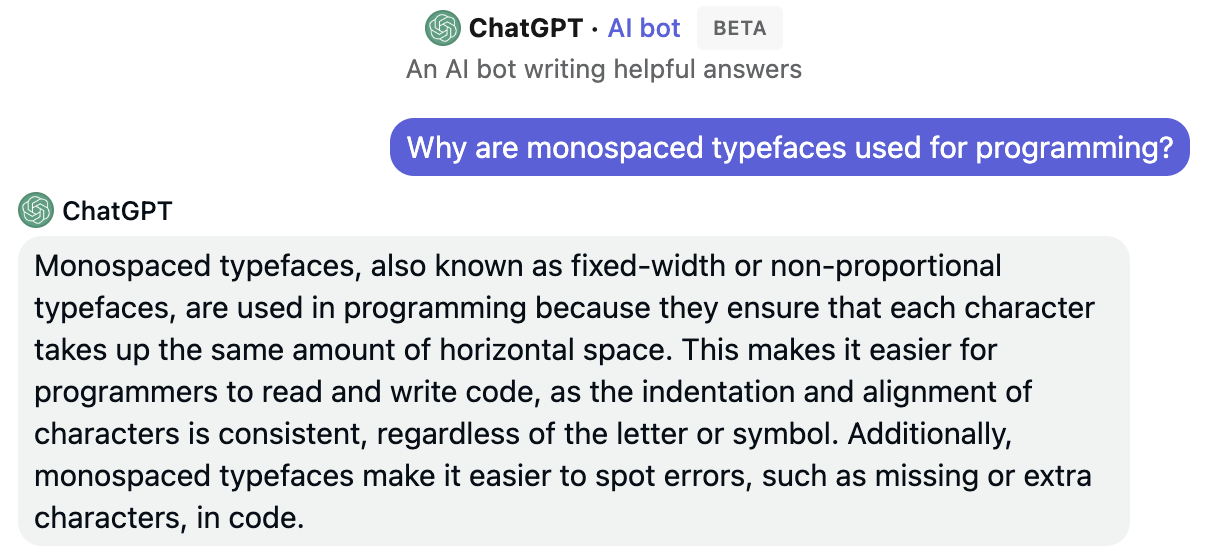 ChatGPT · AI bot BETA
An AI bot writing helpful answers
Why are monospaced typefaces used for programming?
ChatGPT
Monospaced typefaces, also known as fixed-width or non-proportional
typefaces, are used in programming because they ensure that each character
takes up the same amount of horizontal space. This makes it easier for
programmers to read and write code, as the indentation and alignment of
characters is consistent, regardless of the letter or symbol. Additionally,
monospaced typefaces make it easier to spot errors, such as missing or extra
characters, in code.